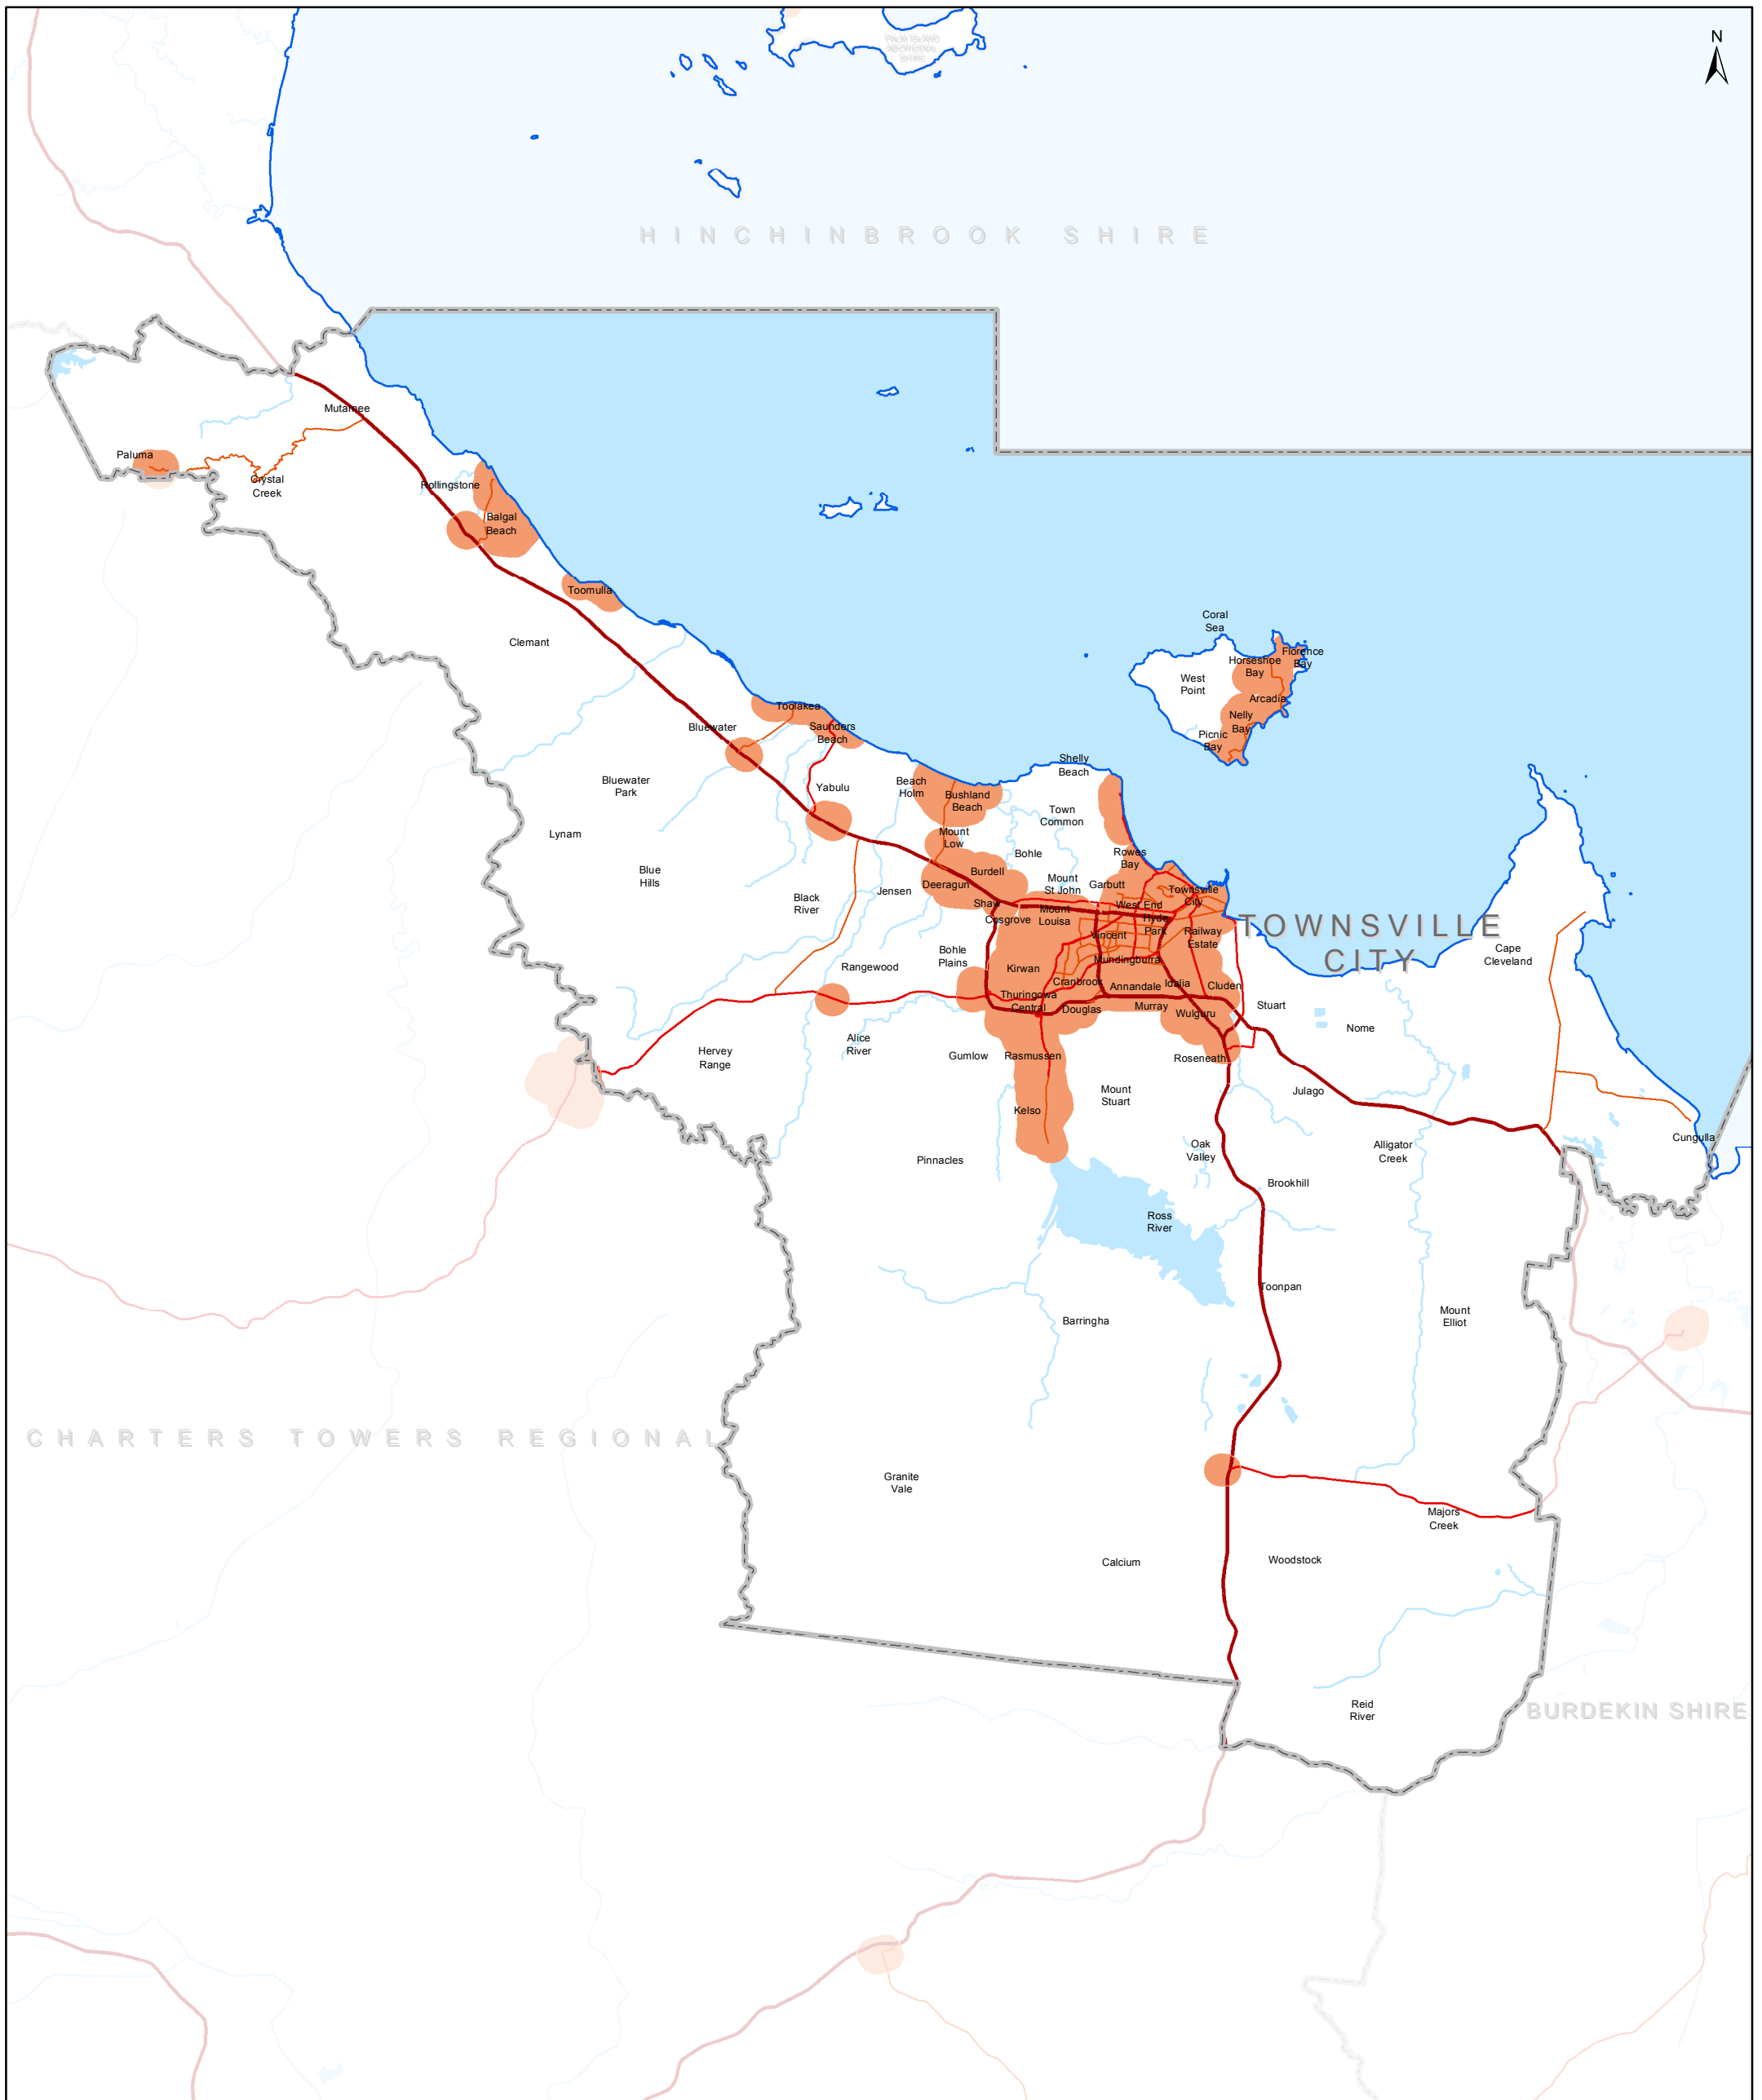 PALM ISLAND
ABORIGINAL
SHIRE
N
HINCHINBROOK SHIRE
Mutarnee
Paluma
Crystal
Creek
Rollingstone
Balgal
Beach
Toomulla
Clemant
Coral
Sea
Florence
Bay
Horseshoe
Bay
West
Point
Arcadia
Nelly
Bay
Picnic
Bay
Toolakea
Saunders
Beach
Bluewater
Shelly
Beach
Bluewater
Park
Yabulu
Beach
Holm
Bushland
Beach
Town
Common
Lynam
Mount
Low
Bohle
Rowes
Bay
Blue
Hills
Burdell
Deeragun
Mount
St John
Garbutt
Townsville
City
Jensen
Black
River
Shaw
Cosgrove
Mount
Louisa
West End
Hyde
Park
Vincent
Railway
Estate
TOWNSVILLE
CITY
Cape
Cleveland
Bohle
Plains
Rangewood
Kirwan
Mundingburra
Cranbrook
Annandale
Idalia
Cluden
Thuringowa
Central
Douglas
Murray
Wulguru
Stuart
Nome
Alice
River
Hervey
Range
Gumlow
Rasmussen
Roseneath
Mount
Stuart
Julago
Kelso
Oak
Valley
Alligator
Creek
Cungulla
Pinnacles
Brookhill
Ross
River
Toonpan
Barringha
Mount
Elliot
CHARTERS TOWERS REGIONAL
Granite
Vale
Majors
Creek
Calcium
Woodstock
Reid
River
BURDEKIN SHIRE